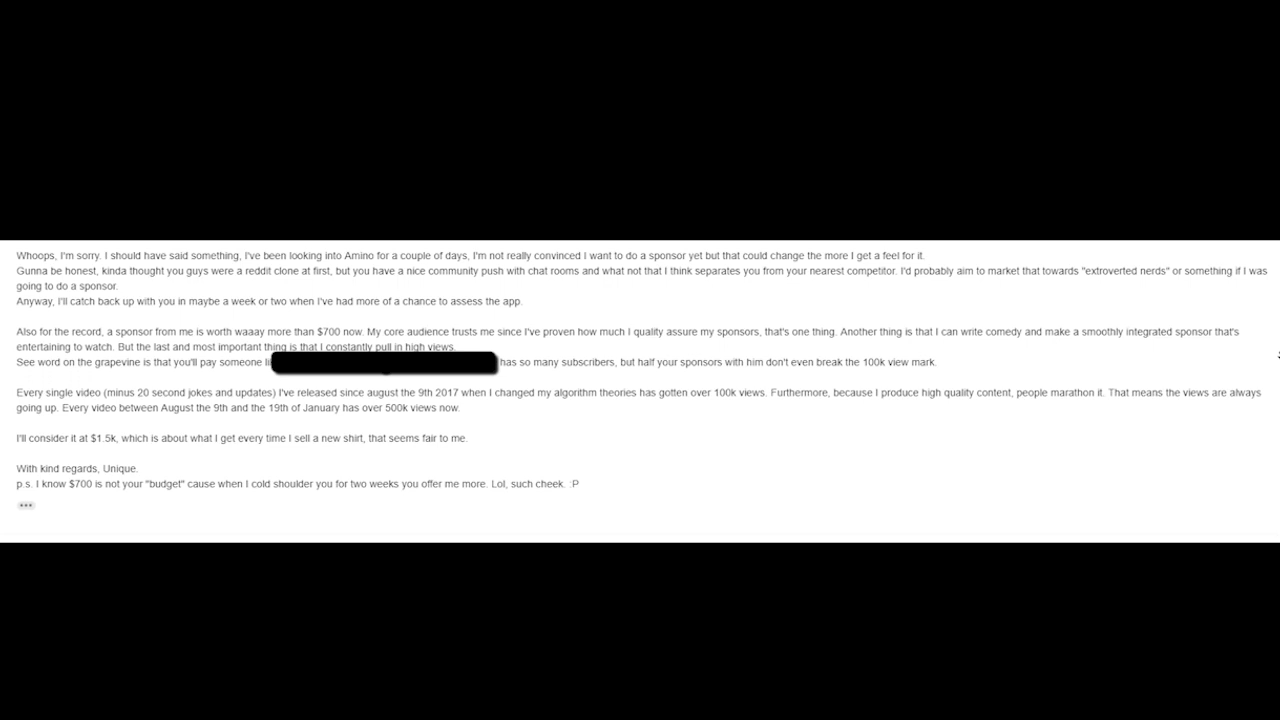 Whoops, I'm sorry. I should have said something, I've been looking into Amino for a couple of days, I'm not really convinced I want to do a sponsor yet but that could change the more I get a feel for it.
Gunna be honest, kinda thought you guys were a reddit clone at first, but you have a nice community push with chat rooms and what not that I think separates you from your nearest competitor. I'd probably aim to market that towards "extroverted nerds" or something if I was
going to do a sponsor.
Anyway, I'll catch back up with you in maybe a week or two when I've had more of a chance to assess the app.
Also for the record, a sponsor from me is worth waaay more than $700 now. My core audience trusts me since I've proven how much I quality assure my sponsors, that's one thing. Another thing is that I can write comedy and make a smoothly integrated sponsor that's
entertaining to watch. But the last and most important thing is that I constantly pull in high views.
See word on the grapevine is that you'll pay someone has so many subscribers, but half your sponsors with him don't even break the 100k view mark.
Every single video (minus 20 second jokes and updates) I've released since august the 9th 2017 when I changed my algorithm theories has gotten over 100k views. Furthermore, because I produce high quality content, people marathon it. That means the views are always
going up. Every video between August the 9th and the 19th of January has over 500k views now.
I'll consider it at $1.5k, which is about what I get every time I sell a new shirt, that seems fair to me.
With kind regards, Unique.
p.s. I know $700 is not your "budget" cause when I cold shoulder you for two weeks you offer me more. Lol, such cheek. :P